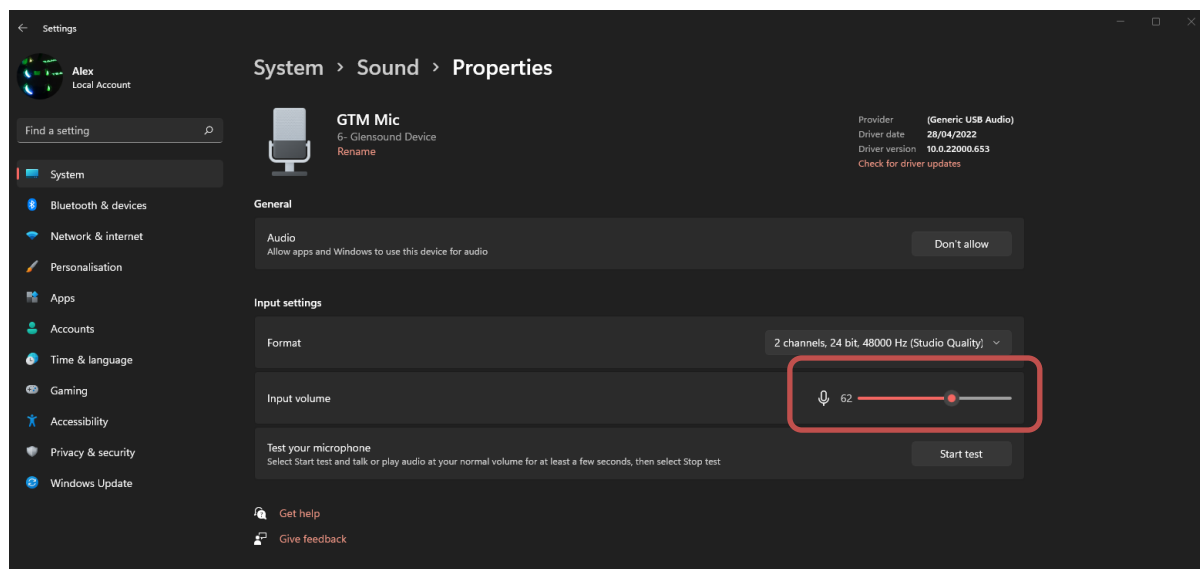 Settings
Alex
Local Account
Find a setting
System
Bluetooth & devices
Network & internet
Personalisation
Apps
Accounts
Time & language
Gaming
Accessibility
Privacy & security
Windows Update
System > Sound > Properties
GTM Mic
6- Glensound Device
Rename
Provider (Generic USB Audio)
Driver date 28/04/2022
Driver version 10.0.22000.653
Check for driver updates
General
Audio
Allow apps and Windows to use this device for audio
Don't allow
Input settings
Format
2 channels, 24 bit, 48000 Hz (Studio Quality)
Input volume
62
Test your microphone
Select Start test and talk or play audio at your normal volume for at least a few seconds, then select Stop test
Start test
Get help
Give feedback